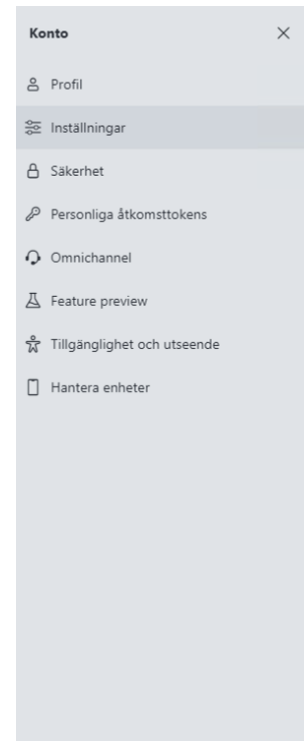 Konto
Profil
Inställningar
Säkerhet
Personliga åtkomsttokens
Omnichannel
Feature preview
Tillgänglighet och utseende
Hantera enheter